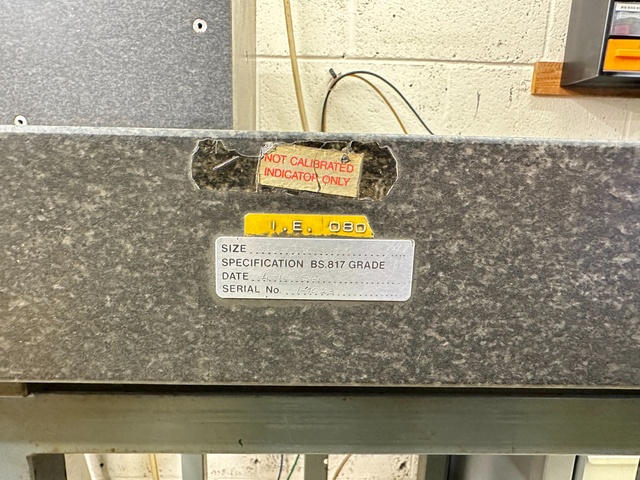 NOT CALIBRATED
INDICATOR ONLY
I.E. 080
SIZE
SPECIFICATION BS.817 GRADE
DATE
SERIAL No.